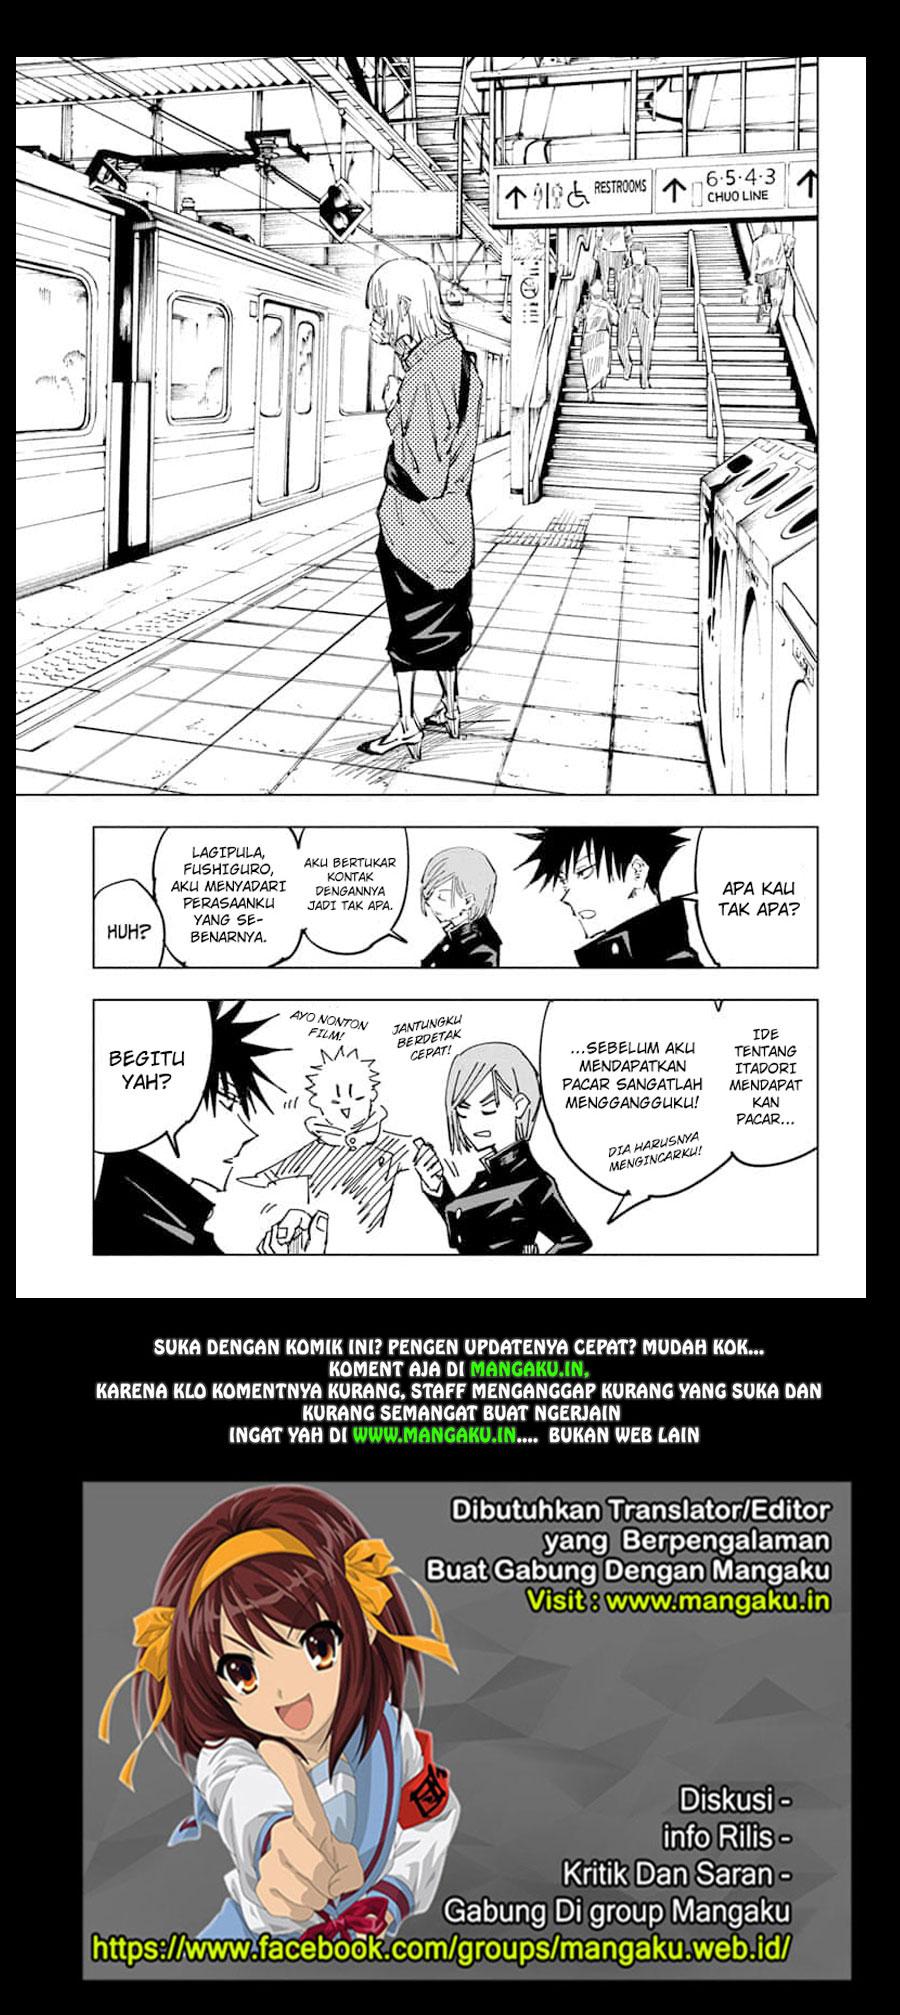 RESTROOMS
6·5·4·3
CHUO LINE
APA KAU
TAK APA?
AKU BERTUKAR
KONTAK
DENGANNYA
JADI TAK APA.
LAGIPULA,
FUSHIGURO,
AKU MENYADARI
PERASAANKU
YANG SE-
BENARNYA.
HUH?
IDE
TENTANG
ITADORI
MENDAPAT
KAN
PACAR...
...SEBELUM AKU
MENDAPATKAN
PACAR SANGATLAH
MENGGANGGUKU!
DIA HARUSNYA
MENGINCARKU!
JANTUNGKU
BERDETAK
CEPAT!
AYO NONTON
FILM!
BEGITU
YAH?
SUKA DENGAN KOMIK INI? PENGEN UPDATENYA CEPAT? MUDAH KOK...
KOMENT AJA DI MANGAKU.IN,
KARENA KLO KOMENTNYA KURANG, STAFF MENGANGGAP KURANG YANG SUKA DAN
KURANG SEMANGAT BUAT NGERJAIN
INGAT YAH DI WWW.MANGAKU.IN.... BUKAN WEB LAIN
Dibutuhkan Translator/Editor
yang Berpengalaman
Buat Gabung Dengan Mangaku
Visit : www.mangaku.in
Diskusi -
info Rilis -
Kritik Dan Saran -
Gabung Di group Mangaku
https://www.facebook.com/groups/mangaku.web.id/